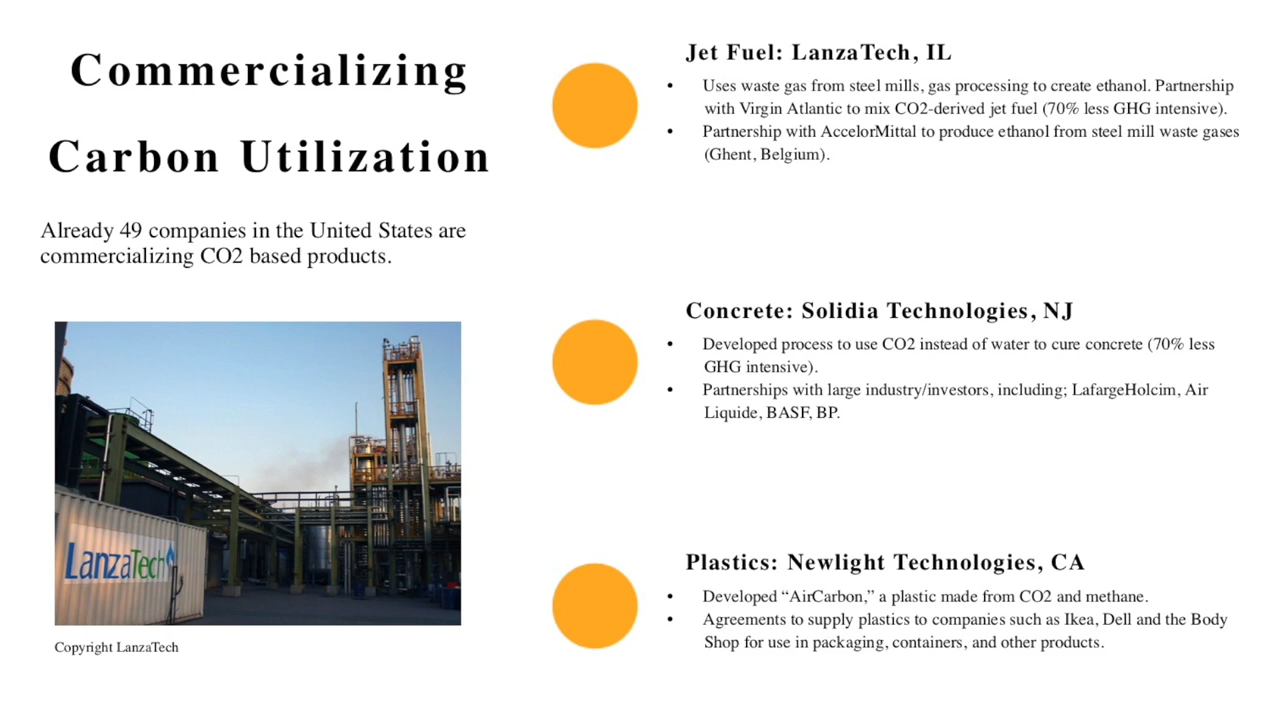 Commercializing
Carbon Utilization
Already 49 companies in the United States are
commercializing CO2 based products.
LanzaTech
Copyright LanzaTech
Jet Fuel: LanzaTech, IL
• Uses waste gas from steel mills, gas processing to create ethanol. Partnership
with Virgin Atlantic to mix CO2-derived jet fuel (70% less GHG intensive).
• Partnership with AccelorMittal to produce ethanol from steel mill waste gases
(Ghent, Belgium).
Concrete: Solidia Technologies, NJ
• Developed process to use CO2 instead of water to cure concrete (70% less
GHG intensive).
• Partnerships with large industry/investors, including; LafargeHolcim, Air
Liquide, BASF, BP.
Plastics: Newlight Technologies, CA
• Developed “AirCarbon,” a plastic made from CO2 and methane.
• Agreements to supply plastics to companies such as Ikea, Dell and the Body
Shop for use in packaging, containers, and other products.